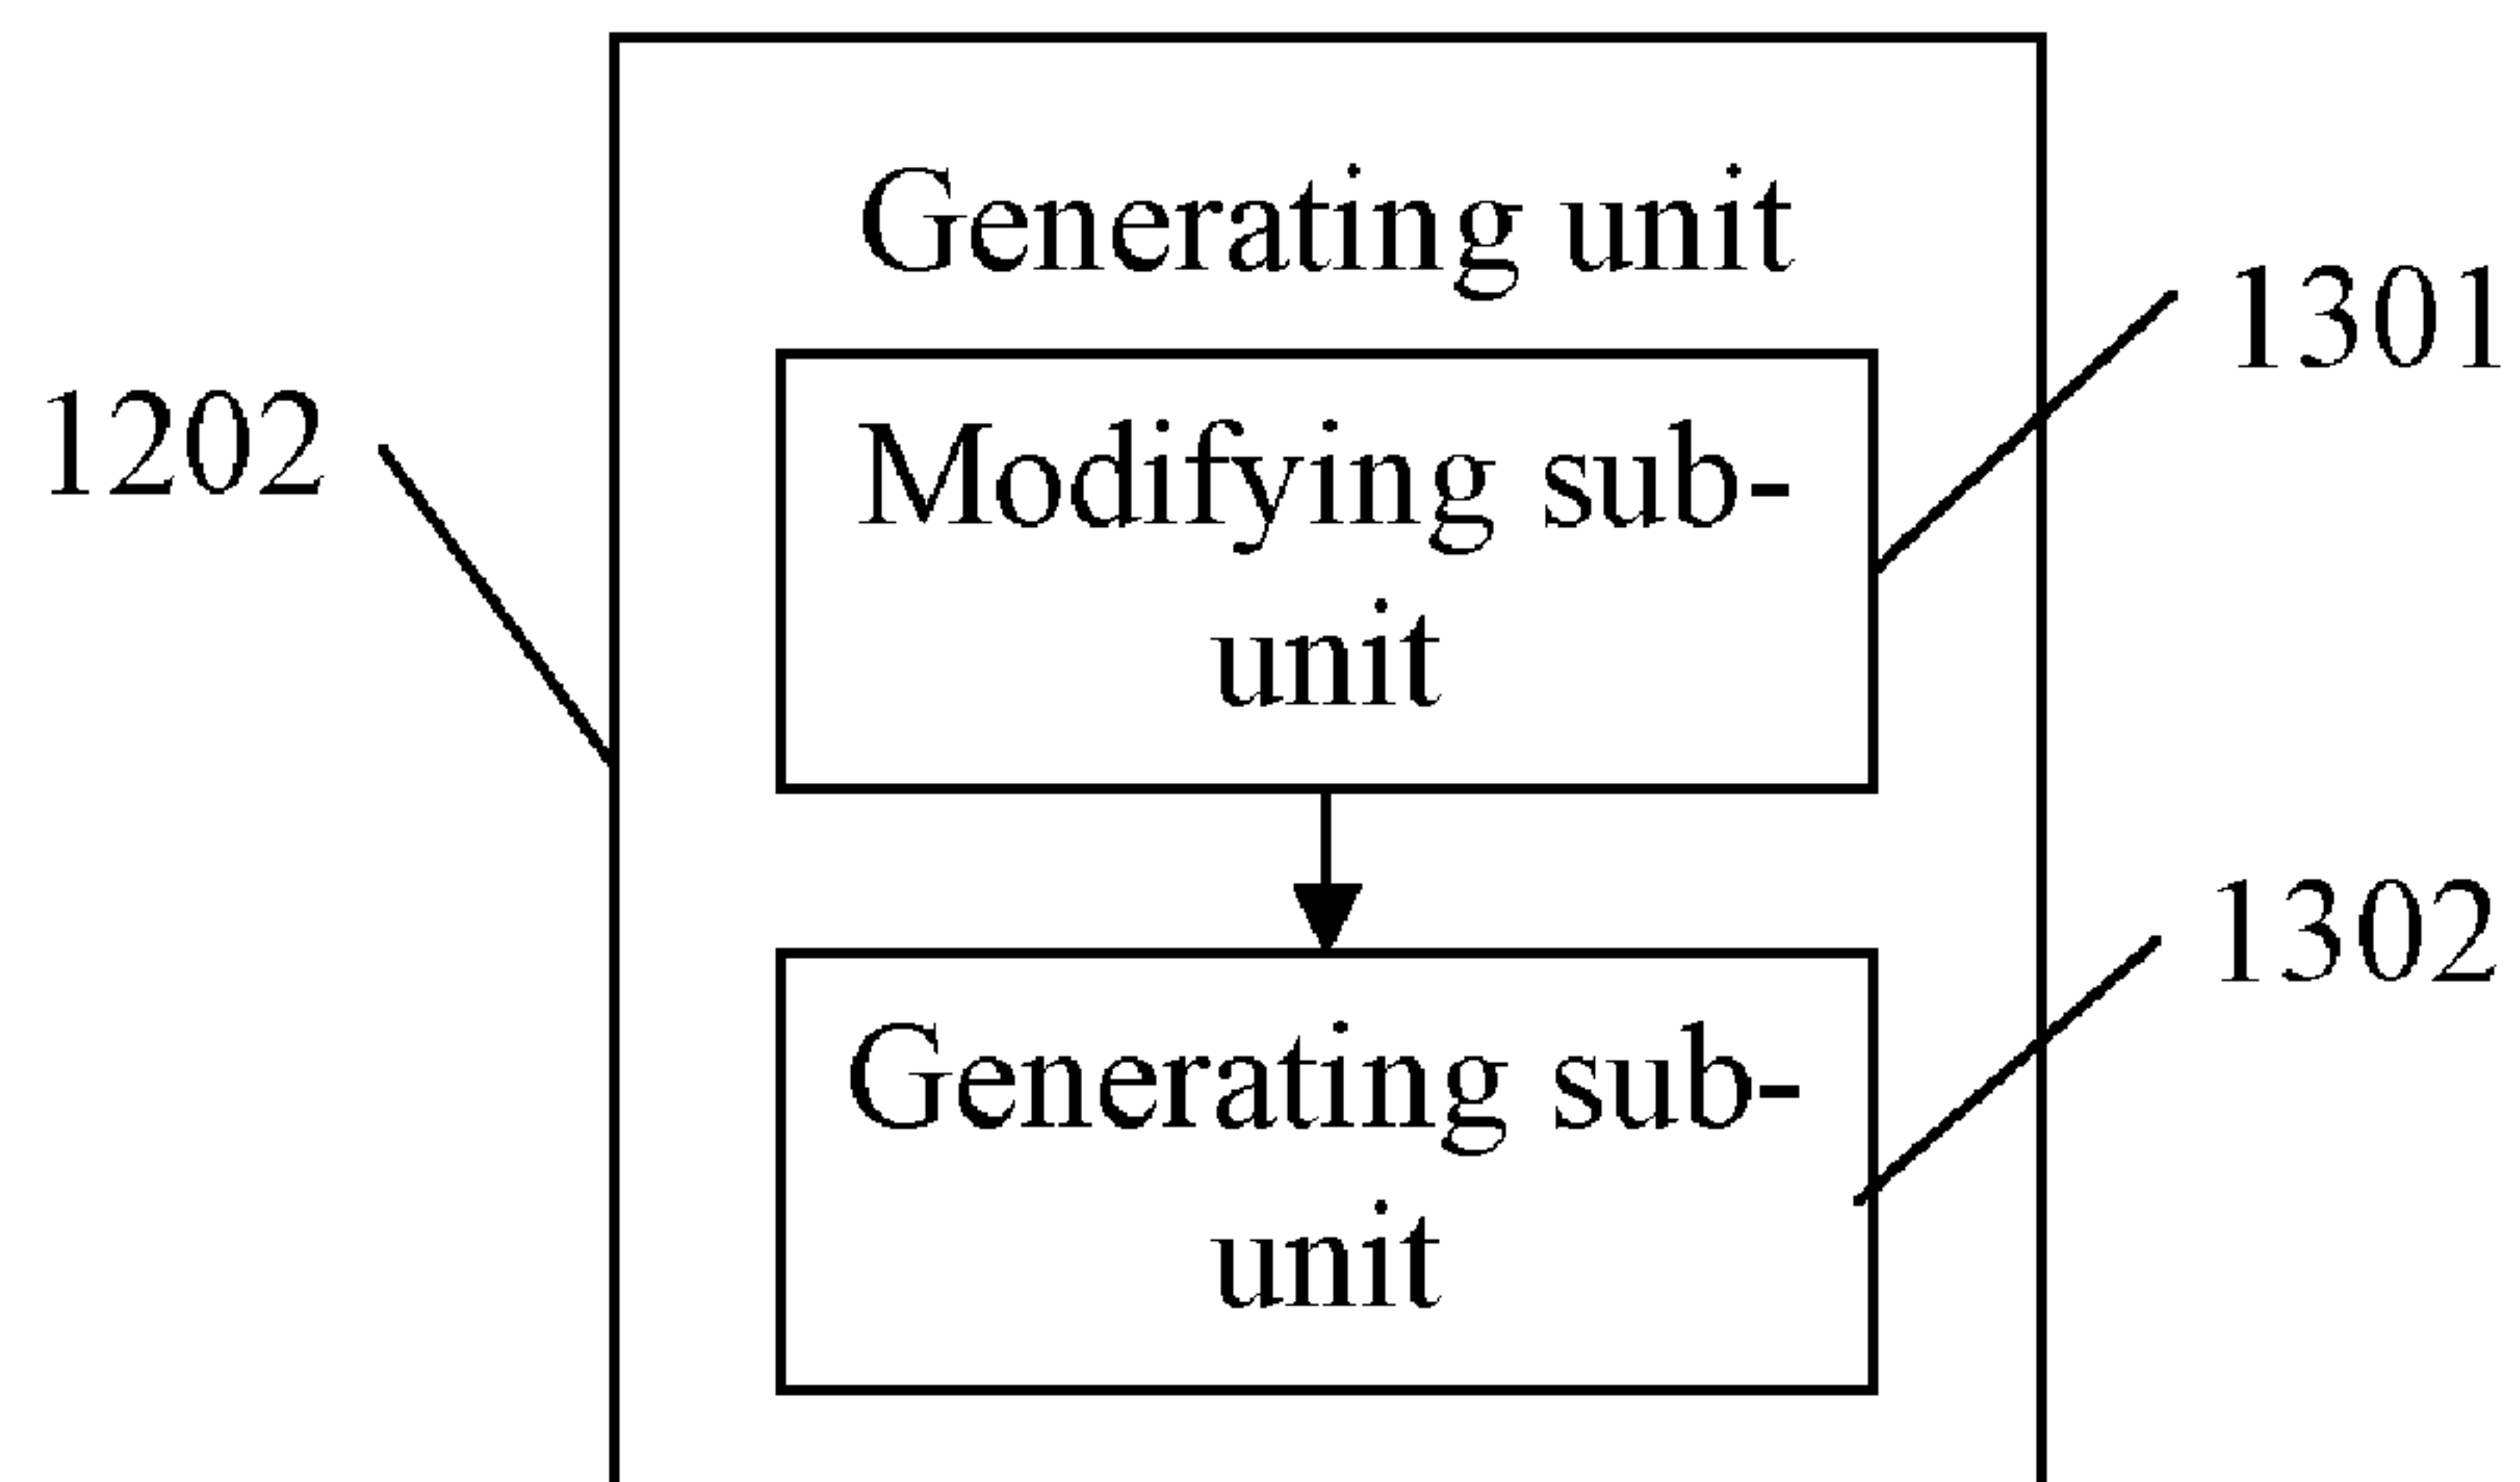 Generating unit
1301
1202
Modifying sub-
unit
1302
Generating sub-
unit